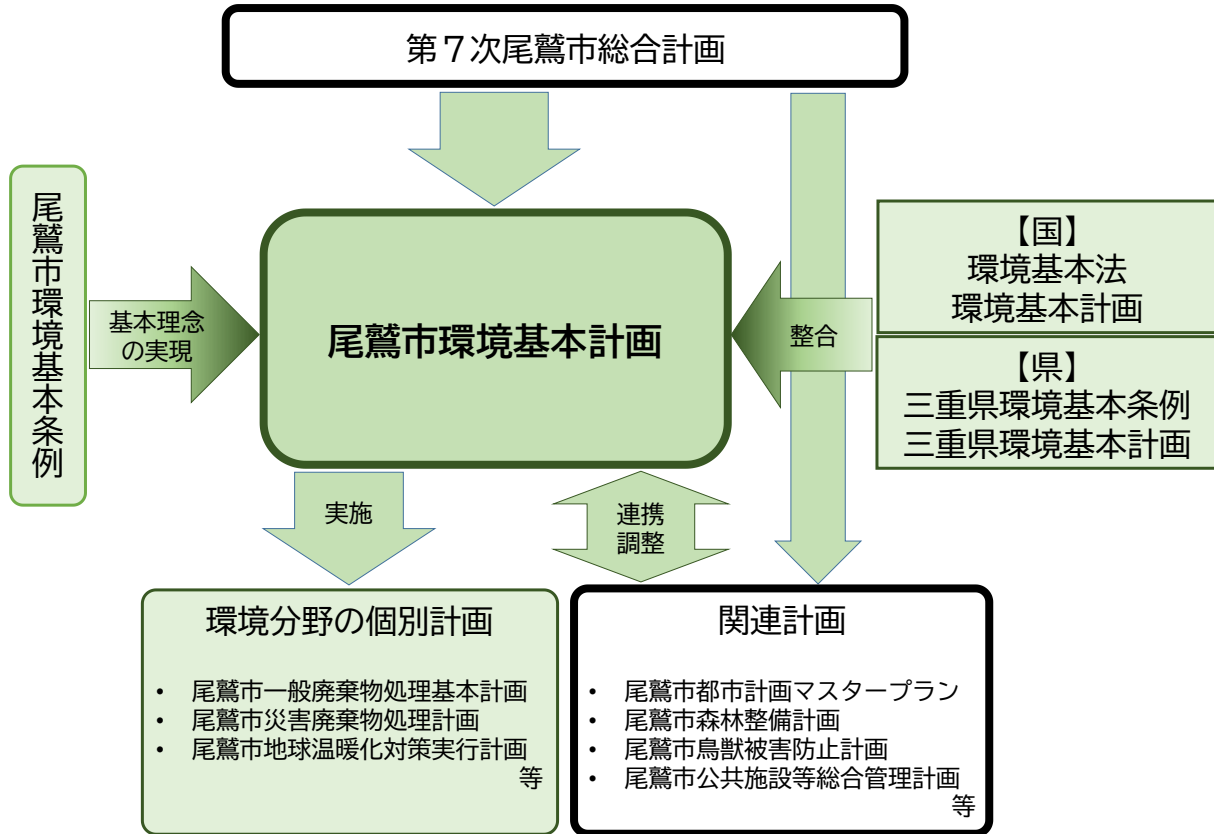 第７次尾鷲市総合計画
尾鷲市環境基本条例
基本理念
の実現
尾鷲市環境基本計画
整合
【国】
環境基本法
環境基本計画
【県】
三重県環境基本条例
三重県環境基本計画
実施
連携
調整
環境分野の個別計画
• 尾鷲市一般廃棄物処理基本計画
• 尾鷲市災害廃棄物処理計画
• 尾鷲市地球温暖化対策実行計画
等
関連計画
• 尾鷲市都市計画マスタープラン
• 尾鷲市森林整備計画
• 尾鷲市鳥獣被害防止計画
• 尾鷲市公共施設等総合管理計画
等